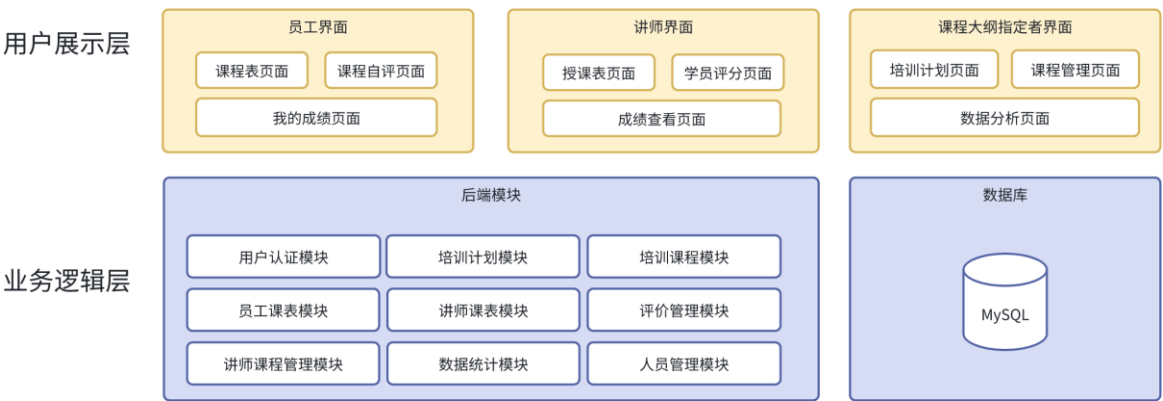 用户展示层
员工界面
课程表页面
课程自评页面
我的成绩页面
讲师界面
授课表页面
学员评分页面
成绩查看页面
课程大纲指定者界面
培训计划页面
课程管理页面
数据分析页面
业务逻辑层
后端模块
用户认证模块
培训计划模块
培训课程模块
员工课表模块
讲师课表模块
评价管理模块
讲师课程管理模块
数据统计模块
人员管理模块
数据库
MySQL